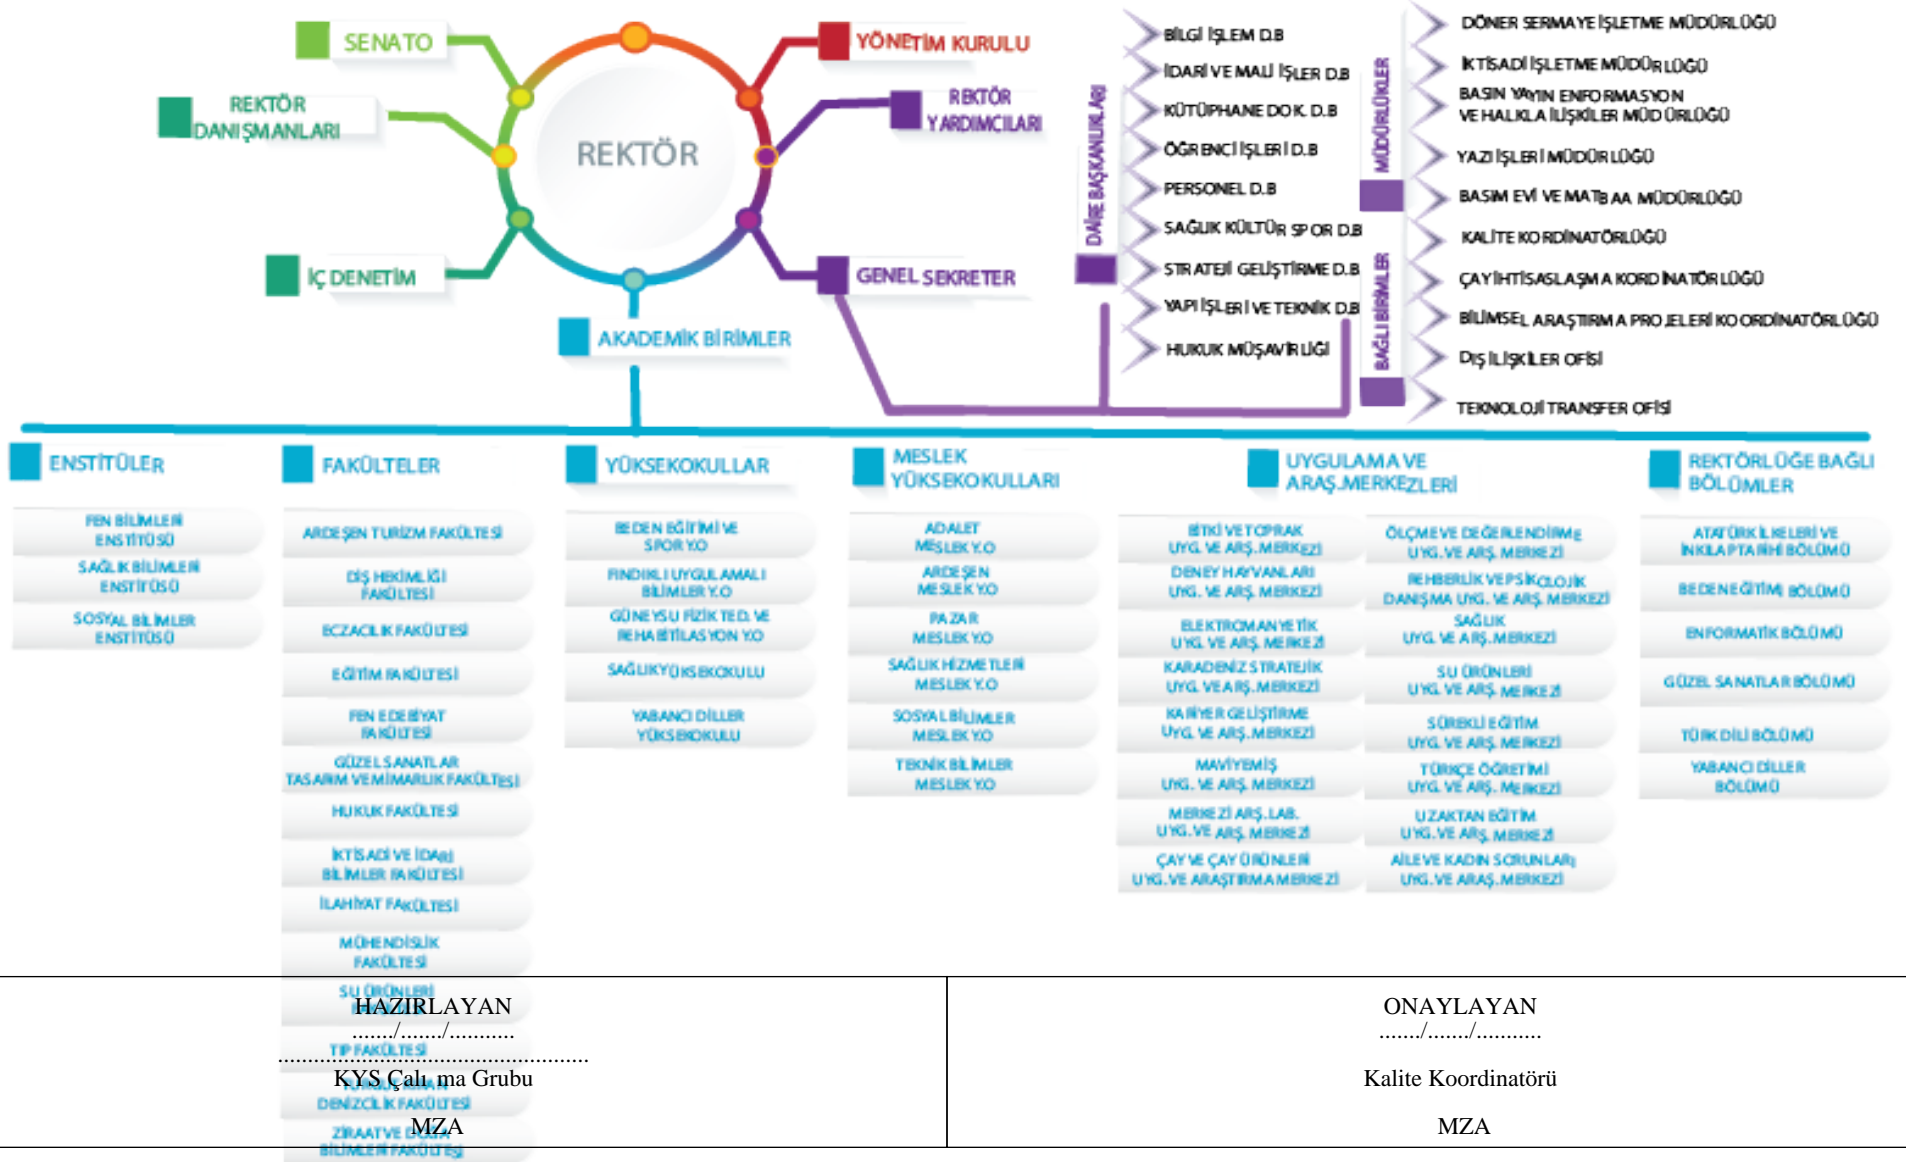 SENATO
REKTÖR
DANIŞMANLARI
İÇ DENETİM
REKTÖR
YÖNETİM KURULU
REKTÖR
YARDIMCILARI
GENEL SEKRETER
AKADEMİK BİRİMLER
DAİRE BAŞKANLIKLARI
BİLGİ İŞLEM D.B
İDARİ VE MALİ İŞLER D.B
KÜTÜPHANE DOK. D.B
ÖĞRENCİ İŞLERİ D.B
PERSONEL D.B
SAĞLIK KÜLTÜR SPOR D.B
STRATEJİ GELİŞTİRME D.B
YAPI İŞLERİ VE TEKNİK D.B
HUKUK MÜŞAVİRLİĞİ
MÜDÜRLÜKLER
BAĞLI BİRİMLER
DÖNER SERMAYE İŞLETME MÜDÜRLÜĞÜ
İKTİSADİ İŞLETME MÜDÜRLÜĞÜ
BASIN YAYIN ENFORMASYON
VE HALKLA İLİŞKİLER MÜDÜRLÜĞÜ
YAZI İŞLERİ MÜDÜRLÜĞÜ
BASIM EVİ VE MATBAA MÜDÜRLÜĞÜ
KALİTE KORDİNATÖRLÜĞÜ
ÇAY İHTİSASLAŞMA KORDİNATÖRLÜĞÜ
BİLİMSEL ARAŞTIRMA PROJELERİ KOORDİNATÖRLÜĞÜ
DIŞ İLİŞKİLER OFİSİ
TEKNOLOJİ TRANSFER OFİSİ
ENSTİTÜLER
FEN BİLİMLERİ
ENSTİTÜSÜ
SAĞLIK BİLİMLERİ
ENSTİTÜSÜ
SOSYAL BİLİMLER
ENSTİTÜSÜ
FAKÜLTELER
ARDEŞEN TURİZM FAKÜLTESİ
DİŞ HEKİMLİĞİ
FAKÜLTESİ
ECZACILIK FAKÜLTESİ
EĞİTİM FAKÜLTESİ
FEN EDEBİYAT
FAKÜLTESİ
GÜZEL SANATLAR
TASARIM VE MİMARLIK FAKÜLTESİ
HUKUK FAKÜLTESİ
İKTİSADİ VE İDARİ
BİLİMLER FAKÜLTESİ
İLAHİYAT FAKÜLTESİ
MÜHENDİSLİK
FAKÜLTESİ
SU ÜRÜNLERİ
FAKÜLTESİ
TIP FAKÜLTESİ
DENİZCİLİK FAKÜLTESİ
ZİRAAT VE DOĞA
BİLİMLERİ FAKÜLTESİ
YÜKSEKOKULLAR
BEDEN EĞİTİMİ VE
SPOR Y.O
FINDIKLI UYGULAMALI
BİLİMLER Y.O
GÜNEYSU FİZİK TED. VE
REHABİTİLASYON Y.O
SAĞLIK YÜKSEKOKULU
YABANCI DİLLER
YÜKSEKOKULU
MESLEK
YÜKSEKOKULLARI
ADALET
MESLEK Y.O
ARDEŞEN
MESLEK Y.O
PAZAR
MESLEK Y.O
SAĞLIK HİZMETLERİ
MESLEK Y.O
SOSYAL BİLİMLER
MESLEK Y.O
TEKNİK BİLİMLER
MESLEK Y.O
UYGULAMA VE
ARAŞ.MERKEZLERİ
BİTKİ VE TOPRAK
UYG. VE ARŞ. MERKEZİ
DENEY HAYVANLARI
UYG. VE ARŞ. MERKEZİ
ELEKTROMANYETİK
UYG. VE ARŞ. MERKEZİ
KARADENİZ STRATEJİK
UYG. VE ARŞ. MERKEZİ
KARİYER GELİŞTİRME
UYG. VE ARŞ. MERKEZİ
MAVİYEMİŞ
UYG. VE ARŞ. MERKEZİ
MERKEZİ ARŞ. LAB.
UYG. VE ARŞ. MERKEZİ
ÇAY VE ÇAY ÜRÜNLERİ
UYG. VE ARAŞTIRMA MERKEZİ
ÖLÇME VE DEĞERLENDİRME
UYG. VE ARŞ. MERKEZİ
REHBERLİK VE PSİKOLOJİK
DANIŞMA UYG. VE ARŞ. MERKEZİ
SAĞLIK
UYG. VE ARŞ. MERKEZİ
SU ÜRÜNLERİ
UYG. VE ARŞ. MERKEZİ
SÜREKLİ EĞİTİM
UYG. VE ARŞ. MERKEZİ
TÜRKÇE ÖĞRETİMİ
UYG. VE ARŞ. MERKEZİ
UZAKTAN EĞİTİM
UYG. VE ARŞ. MERKEZİ
AİLE VE KADIN SORUNLARI
UYG. VE ARAŞ. MERKEZİ
REKTÖRLÜĞE BAĞLI
BÖLÜMLER
ATATÜRK İLKELERİ VE
İNKILAP TARİHİ BÖLÜMÜ
BEDEN EĞİTİMİ BÖLÜMÜ
ENFORMATİK BÖLÜMÜ
GÜZEL SANATLAR BÖLÜMÜ
TÜRK DİLİ BÖLÜMÜ
YABANCI DİLLER
BÖLÜMÜ
HAZIRLAYAN
......./......./...........
....................................................
KYS Çalı ma Grubu
MZA
ONAYLAYAN
......./......./...........
Kalite Koordinatörü
MZA